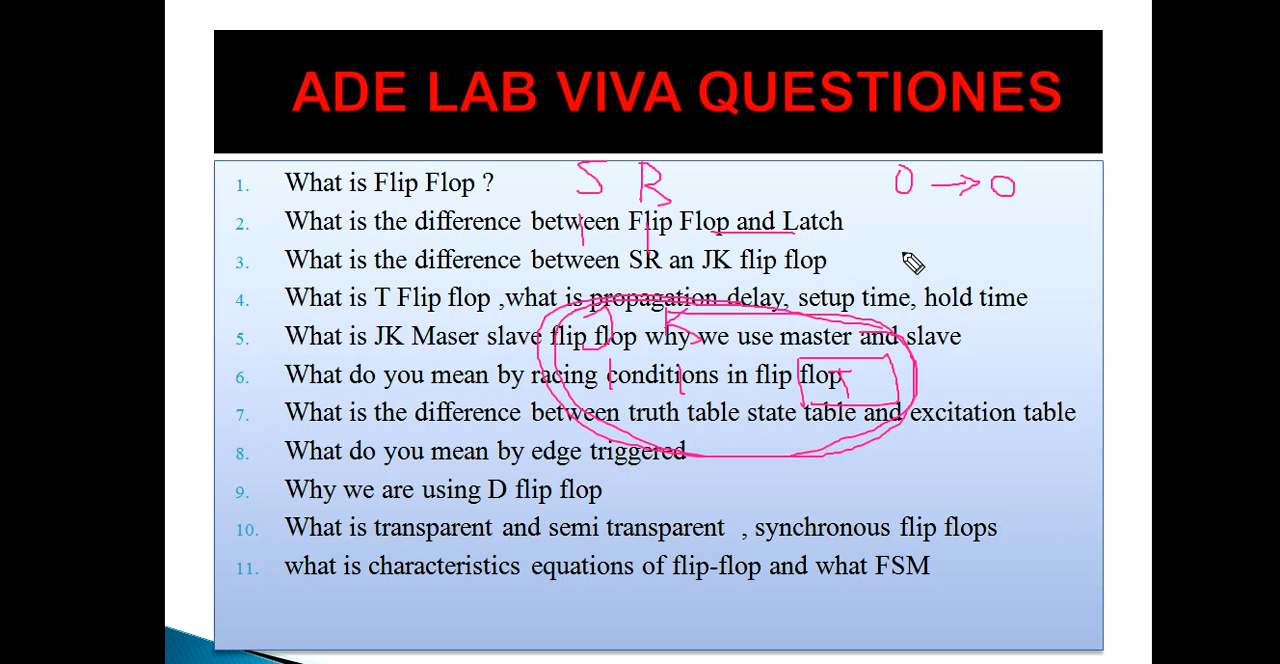 ADE LAB VIVA QUESTIONES
S R 0 → 0
1. What is Flip Flop ?
2. What is the difference between Flip Flop and Latch
1 1
3. What is the difference between SR an JK flip flop
4. What is T Flip flop ,what is propagation delay, setup time, hold time
5. What is JK Maser slave flip flop why we use master and slave
J K
6. What do you mean by racing conditions in flip flop
1 1 T
7. What is the difference between truth table state table and excitation table
8. What do you mean by edge triggered
9. Why we are using D flip flop
10. What is transparent and semi transparent , synchronous flip flops
11. what is characteristics equations of flip-flop and what FSM